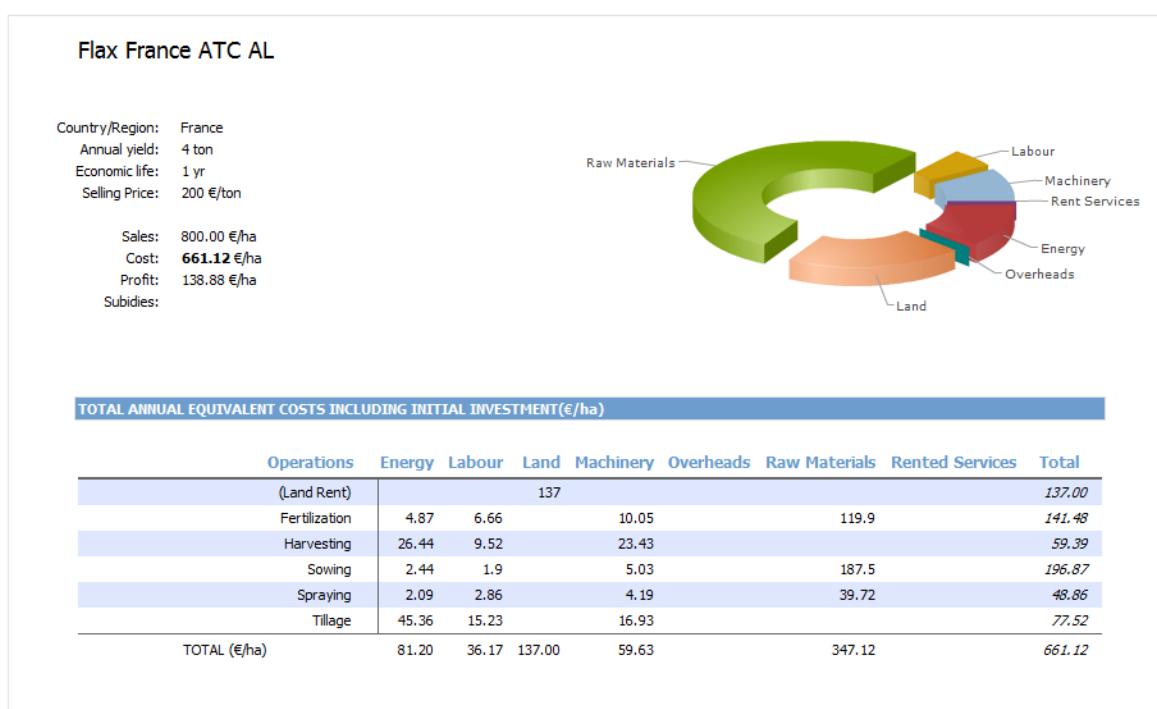 Flax France ATC AL
Country/Region: France
Annual yield: 4 ton
Economic life: 1 yr
Selling Price: 200 €/ton
Sales: 800.00 €/ha
Cost: 661.12 €/ha
Profit: 138.88 €/ha
Subidies:
Raw Materials
Labour
Machinery
Rent Services
Energy
Overheads
Land
TOTAL ANNUAL EQUIVALENT COSTS INCLUDING INITIAL INVESTMENT(€/ha)
Operations Energy Labour Land Machinery Overheads Raw Materials Rented Services Total
(Land Rent) 137 137.00
Fertilization 4.87 6.66 10.05 119.9 141.48
Harvesting 26.44 9.52 23.43 59.39
Sowing 2.44 1.9 5.03 187.5 196.87
Spraying 2.09 2.86 4.19 39.72 48.86
Tillage 45.36 15.23 16.93 77.52
TOTAL (€/ha) 81.20 36.17 137.00 59.63 347.12 661.12